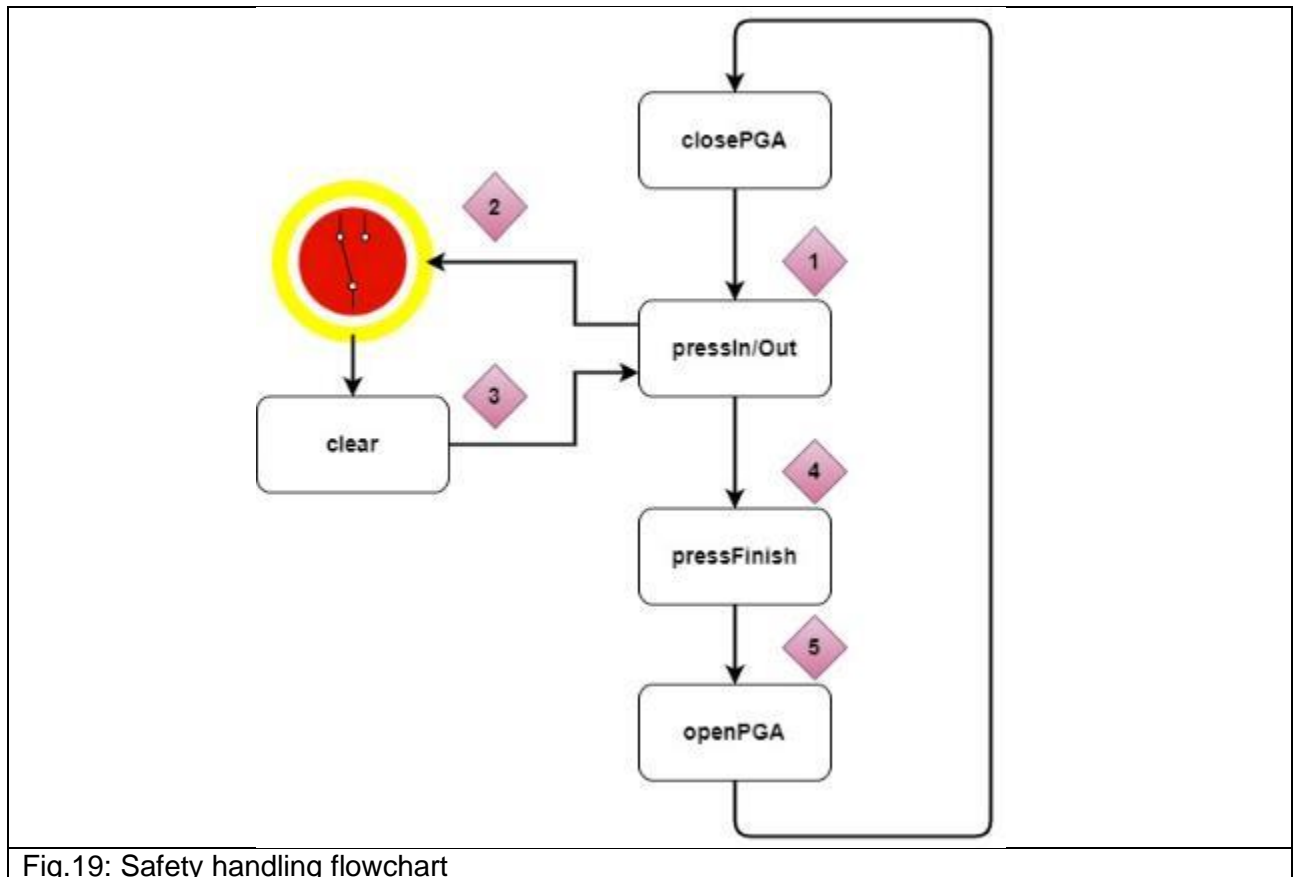 closePGA
2
1
pressIn/Out
3
clear
4
pressFinish
5
openPGA
Fig.19: Safety handling flowchart